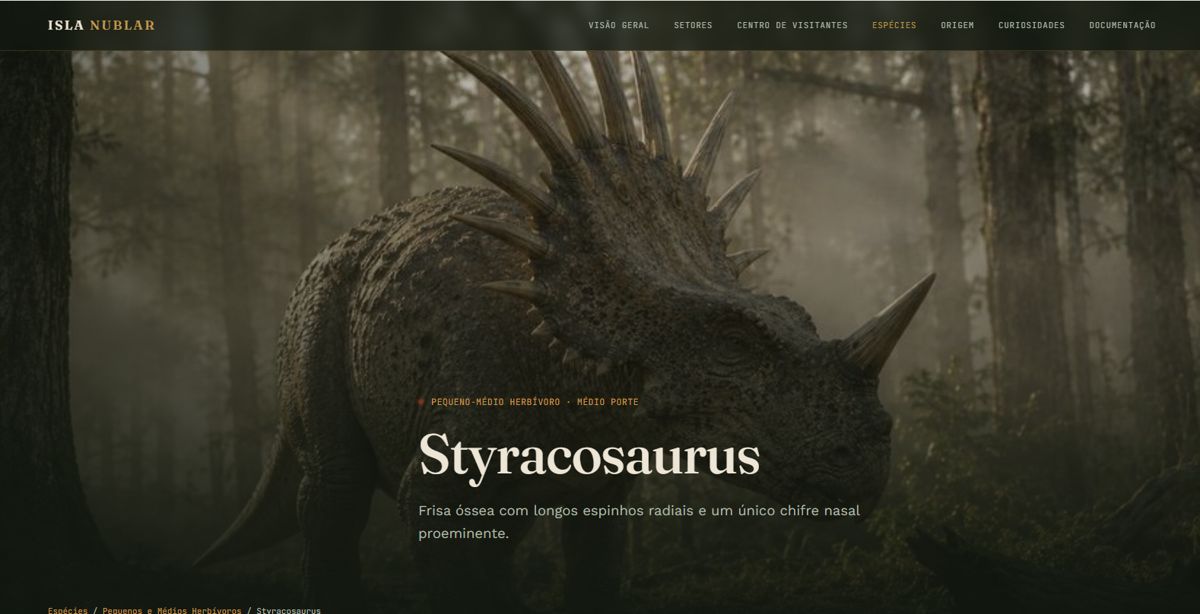 ISLA NUBLAR
VISÃO GERAL
SETORES
CENTRO DE VISITANTES
ESPÉCIES
ORIGEM
CURIOSIDADES
DOCUMENTAÇÃO
PEQUENO-MÉDIO HERBÍVORO · MÉDIO PORTE
Styracosaurus
Frisa óssea com longos espinhos radiais e um único chifre nasal
proeminente.
Espécies / Pequenos e Médios Herbívoros / Styracosaurus